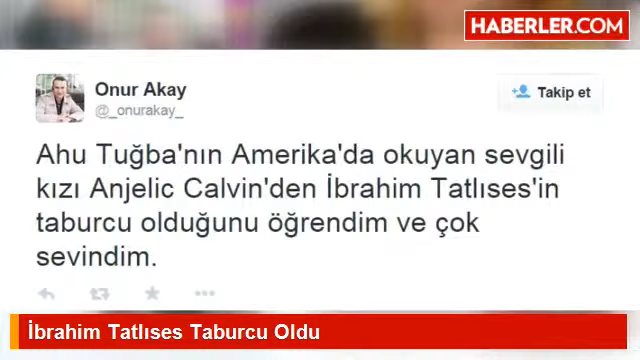 HABERLER.COM
Onur Akay
@_onurakay_
Takip et
Ahu Tuğba'nın Amerika'da okuyan sevgili
kızı Anjelic Calvin'den İbrahim Tatlıses'in
taburcu olduğunu öğrendim ve çok
sevindim.
İbrahim Tatlıses Taburcu Oldu